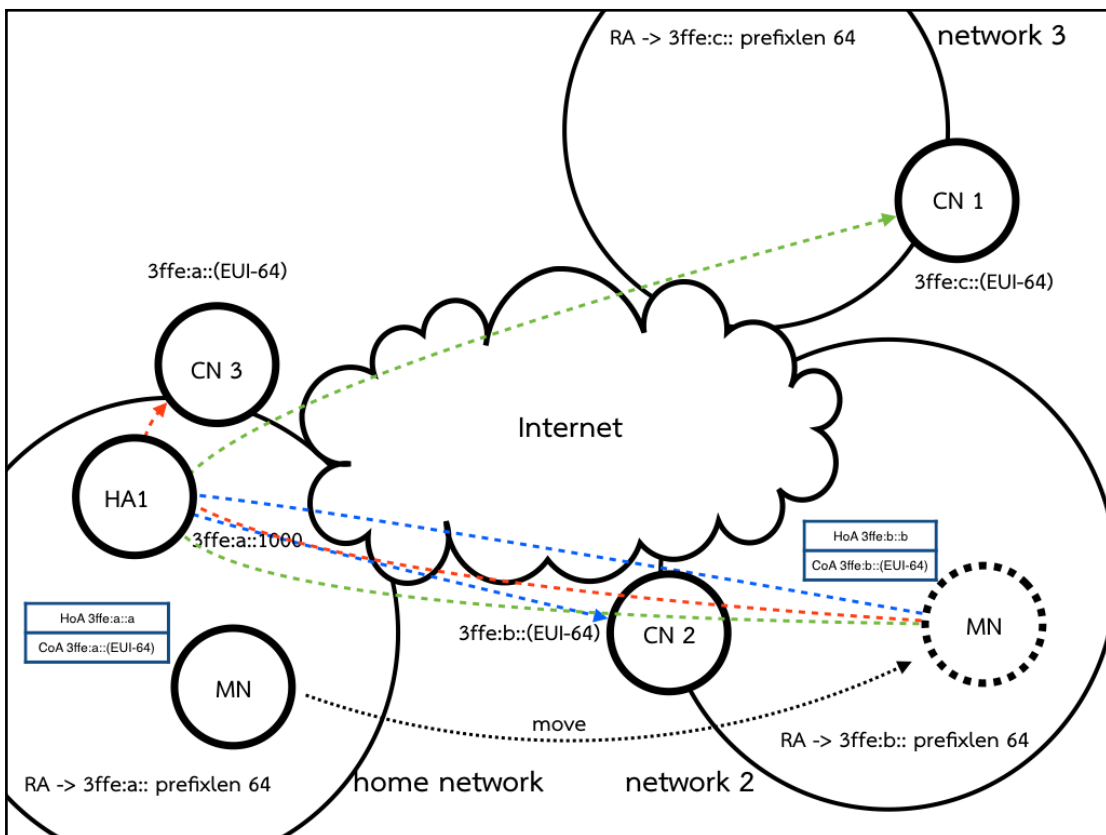 RA -> 3ffe:c:: prefixlen 64
network 3
CN 1
3ffe:c::(EUI-64)
3ffe:a::(EUI-64)
CN 3
Internet
HA1
3ffe:a::1000
HoA 3ffe:b::b
CoA 3ffe:b::(EUI-64)
HoA 3ffe:a::a
CoA 3ffe:a::(EUI-64)
3ffe:b::(EUI-64)
CN 2
MN
MN
move
RA -> 3ffe:b:: prefixlen 64
RA -> 3ffe:a:: prefixlen 64
home network
network 2